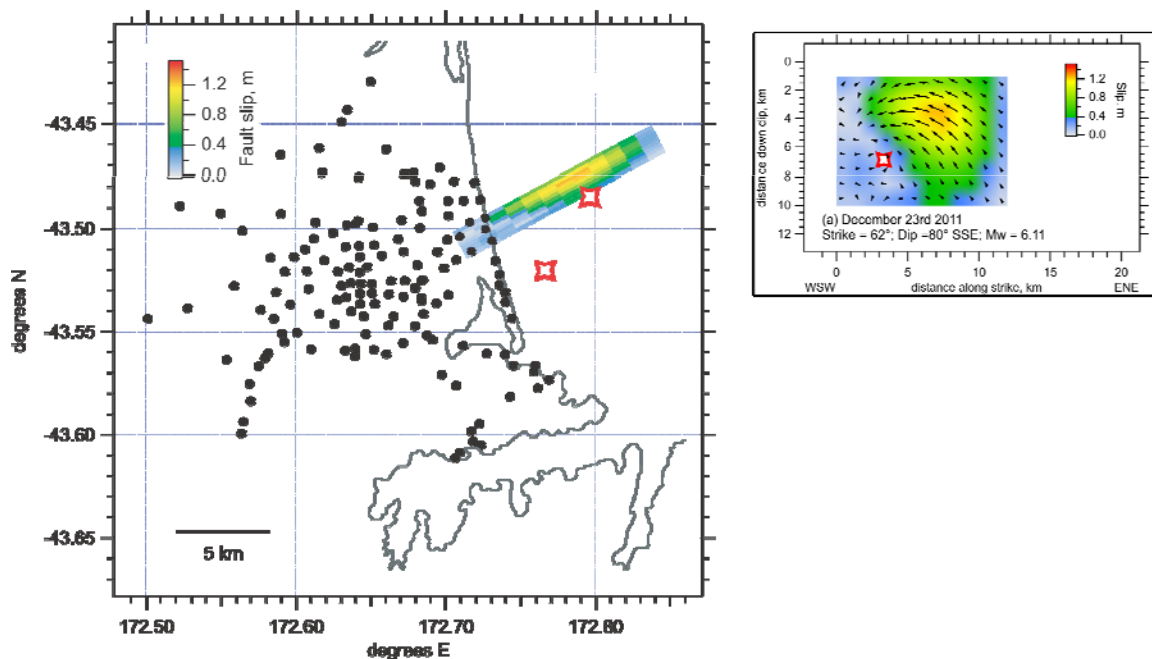 -43.45
-43.50
-43.55
-43.60
-43.65
degrees N
1.2
0.8
0.4
0.0
Fault slip, m
5 km
172.50
172.60
172.70
172.80
degrees E
0
2
4
6
8
10
12
distance down clip, km
1.2
0.4
0.0
Slip, m
(a) December 23rd 2011
Strike = 62°; Dip =80° SSE; Mw = 6.11
0
5
10
15
20
WSW
distance along strike, km
ENE